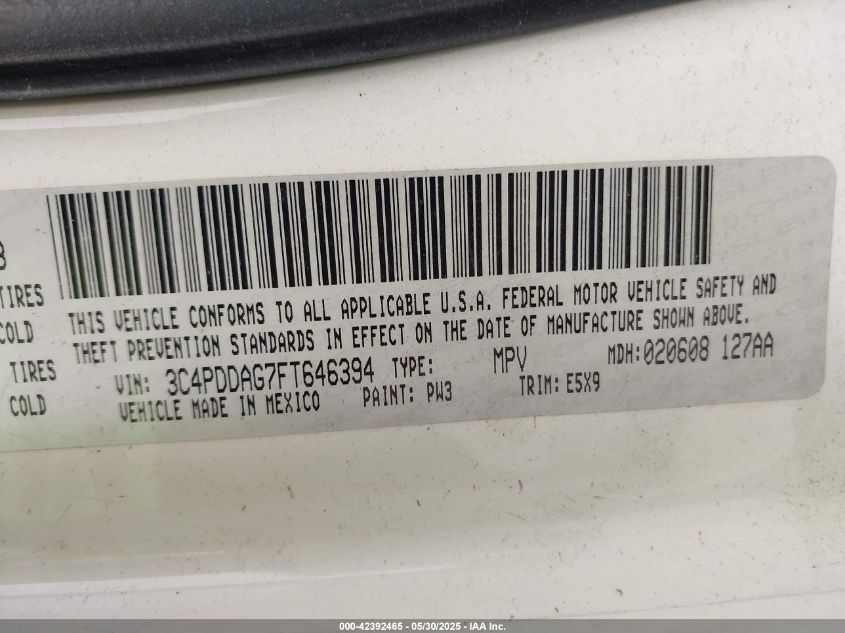 3
TIRES
COLD
TIRES
COLD
THIS VEHICLE CONFORMS TO ALL APPLICABLE U.S.A. FEDERAL MOTOR VEHICLE SAFETY AND
THEFT PREVENTION STANDARDS IN EFFECT ON THE DATE OF MANUFACTURE SHOWN ABOVE.
VIN: 3C4PDDAG7FT646394 TYPE: MPV MDH:020608 127AA
VEHICLE MADE IN MEXICO PAINT: PW3 TRIM: E5X9
000-42392465 - 05/30/2025 - IAA Inc.